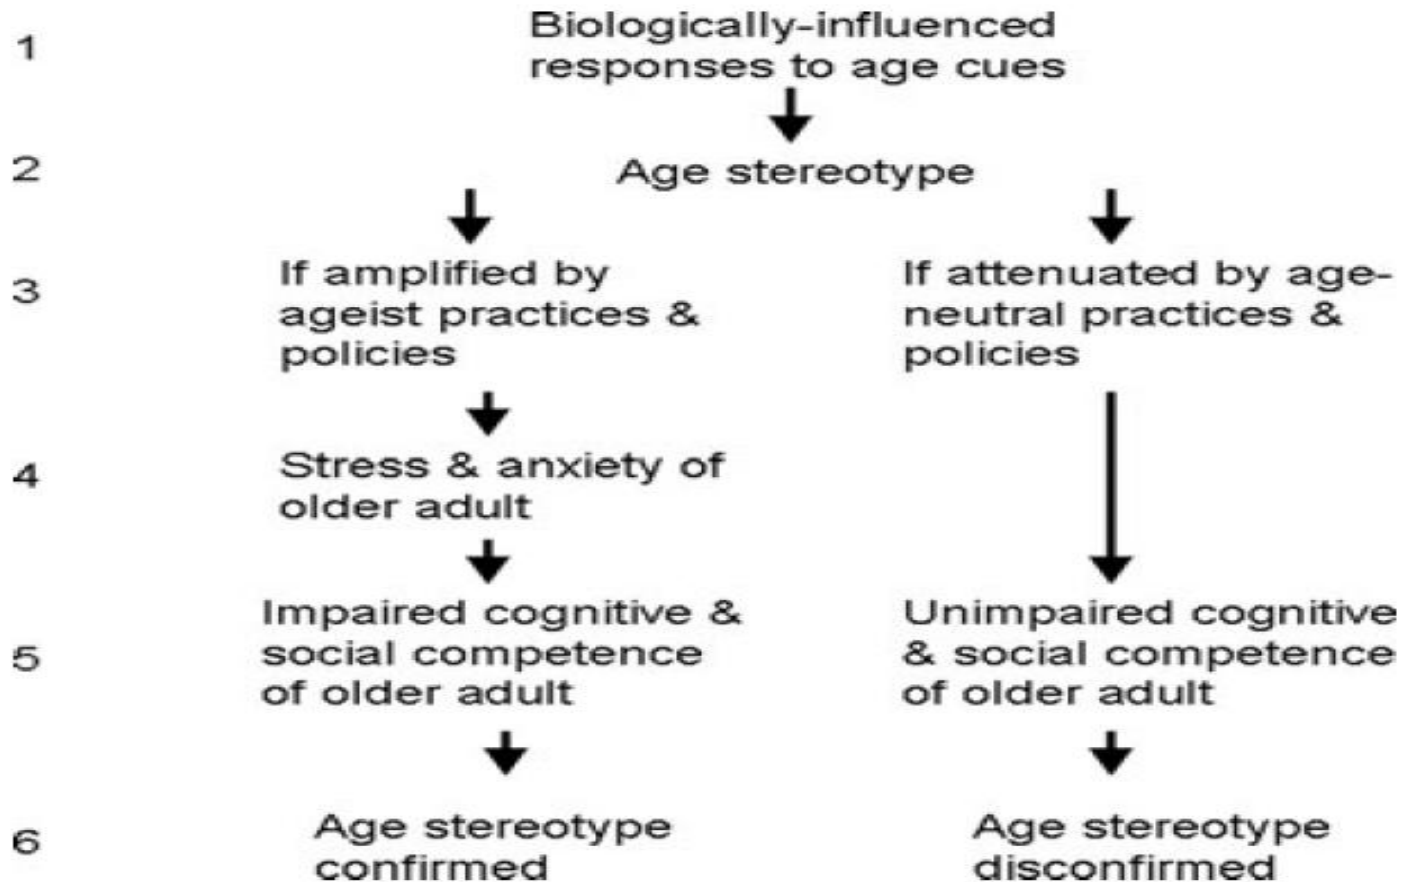 1
Biologically-influenced
responses to age cues
2
Age stereotype
3
If amplified by
ageist practices &
policies
If attenuated by age-
neutral practices &
policies
4
Stress & anxiety of
older adult
5
Impaired cognitive &
social competence
of older adult
Unimpaired cognitive
& social competence
of older adult
6
Age stereotype
confirmed
Age stereotype
disconfirmed